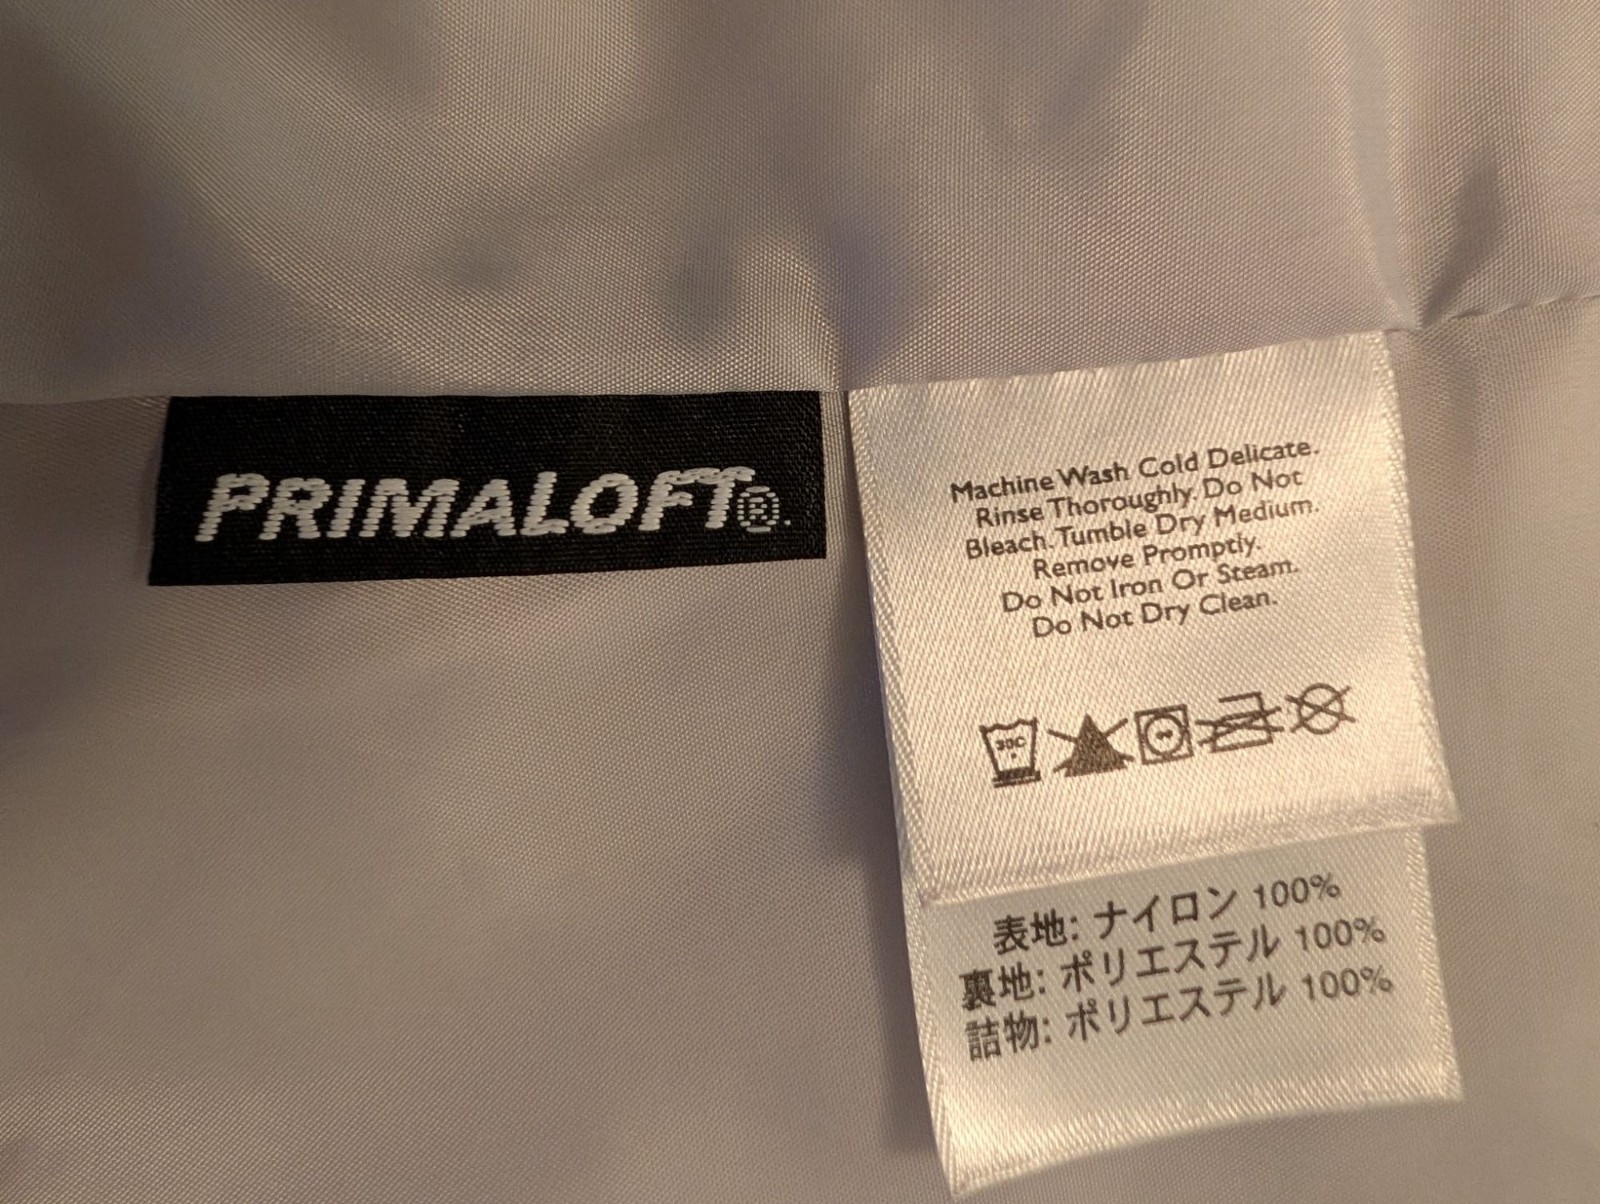 PRIMALOFT®.
Machine Wash Cold Delicate.
Rinse Thoroughly. Do Not
Bleach. Tumble Dry Medium.
Remove Promptly.
Do Not Iron Or Steam.
Do Not Dry Clean.
30C
表地: ナイロン 100%
裏地: ポリエステル 100%
詰物: ポリエステル 100%